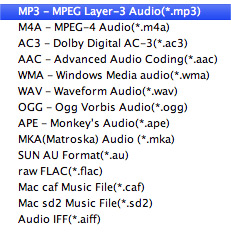 MP3 - MPEG Layer-3 Audio(*.mp3)
M4A - MPEG-4 Audio(*.m4a)
AC3 - Dolby Digital AC-3(*.ac3)
AAC - Advanced Audio Coding(*.aac)
WMA - Windows Media audio(*.wma)
WAV - Waveform Audio(*.wav)
OGG - Ogg Vorbis Audio(*.ogg)
APE - Monkey's Audio(*.ape)
MKA(Matroska) Audio (*.mka)
SUN AU Format(*.au)
raw FLAC(*.flac)
Mac caf Music File(*.caf)
Mac sd2 Music File(*.sd2)
Audio IFF(*.aiff)